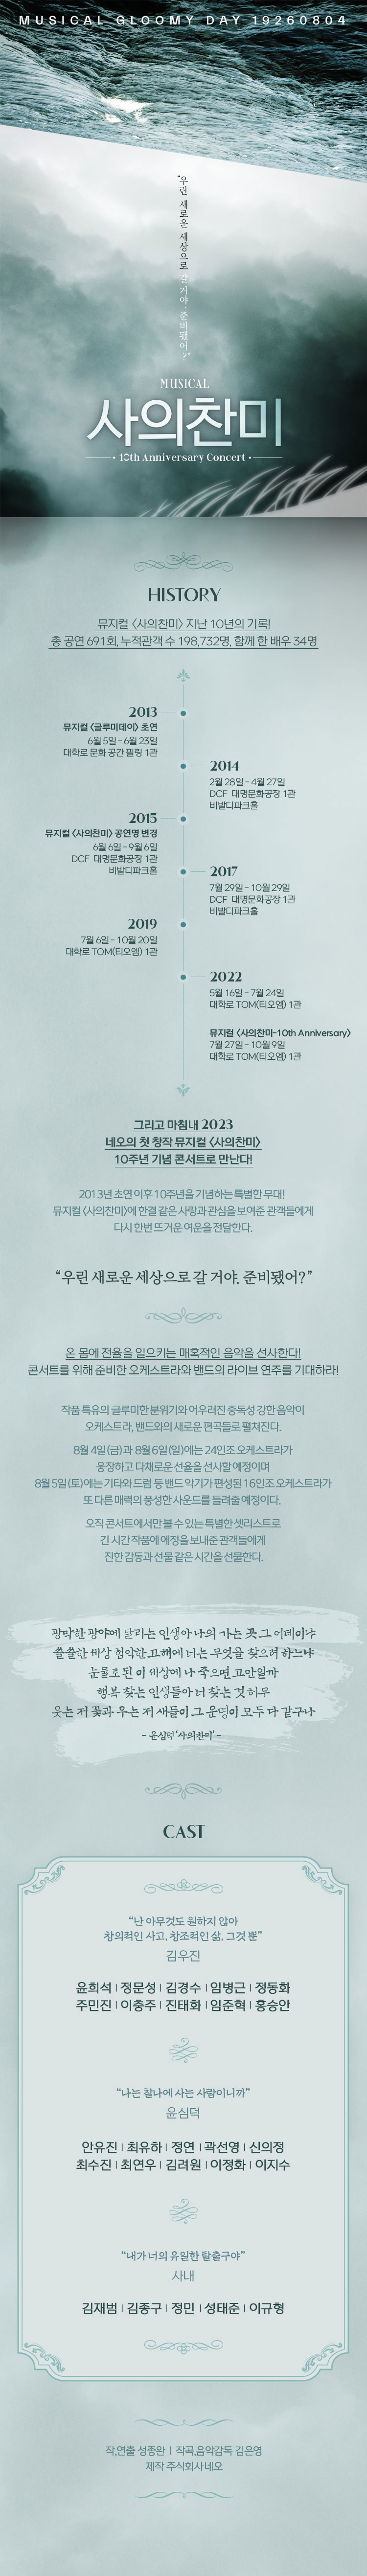 MUSICAL GLOOMY DAY 19260804
“우린 새로운 세상으로 갈 거야. 준비됐어?”
MUSICAL
사의찬미
10th Anniversary Concert
HISTORY
뮤지컬 <사의찬미> 지난 10년의 기록!
총 공연 691회, 누적관객 수 198,732명, 함께 한 배우 34명
2013
뮤지컬 <글루미데이> 초연
6월 5일 - 6월 23일
대학로 문화 공간 필링 1관
2014
2월 28일 - 4월 27일
DCF 대명문화공장 1관
비발디파크홀
2015
뮤지컬 <사의찬미> 공연명 변경
6월 6일 - 9월 6일
DCF 대명문화공장 1관
비발디파크홀
2017
7월 29일 - 10월 29일
DCF 대명문화공장 1관
비발디파크홀
2019
7월 6일 - 10월 20일
대학로 TOM(티오엠) 1관
2022
5월 16일 - 7월 24일
대학로 TOM(티오엠) 1관
뮤지컬 <사의찬미-10th Anniversary>
7월 27일 - 10월 9일
대학로 TOM(티오엠) 1관
그리고 마침내 2023
네오의 첫 창작 뮤지컬 <사의찬미>
10주년 기념 콘서트로 만난다!
2013년 초연 이후 10주년을 기념하는 특별한 무대!
뮤지컬 <사의찬미>에 한결 같은 사랑과 관심을 보여준 관객들에게
다시 한번 뜨거운 여운을 전달한다.
“우린 새로운 세상으로 갈 거야. 준비됐어?”
온 몸에 전율을 일으키는 매혹적인 음악을 선사한다!
콘서트를 위해 준비한 오케스트라와 밴드의 라이브 연주를 기대하라!
작품 특유의 글루미한 분위기와 어우러진 중독성 강한 음악이
오케스트라, 밴드와의 새로운 편곡들로 펼쳐진다.
8월 4일(금)과 8월 6일(일)에는 24인조 오케스트라가
웅장하고 다채로운 선율을 선사할 예정이며
8월 5일(토)에는 기타와 드럼 등 밴드 악기가 편성된 16인조 오케스트라가
또 다른 매력의 풍성한 사운드를 들려줄 예정이다.
오직 콘서트에서만 볼 수 있는 특별한 셋리스트로
긴 시간 작품에 애정을 보내준 관객들에게
진한 감동과 선물 같은 시간을 선물한다.
광막한 광야에 달리는 인생아 나의 가는 곳 그 어데이냐
쓸쓸한 세상 험악한 고해에 너는 무엇을 찾으려 하느냐
눈물로 된 이 세상에 나 죽으면 고만일까
행복 찾는 인생들아 너 찾는 것 허무
웃는 저 꽃과 우는 저 새들이 그 운명이 모두 다 같구나
- 윤심덕 '사의찬미' -
CAST
“난 아무것도 원하지 않아
창의적인 사고, 창조적인 삶, 그것 뿐”
김우진
윤희석 | 정문성 | 김경수 | 임병근 | 정동화
주민진 | 이충주 | 진태화 | 임준혁 | 홍승안
“나는 찰나에 사는 사람이니까”
윤심덕
안유진 | 최유하 | 정연 | 곽선영 | 신의정
최수진 | 최연우 | 김려원 | 이정화 | 이지수
“내가 너의 유일한 탈출구야”
사내
김재범 | 김종구 | 정민 | 성태준 | 이규형
작,연출 성종완 | 작곡,음악감독 김은영
제작 주식회사 네오